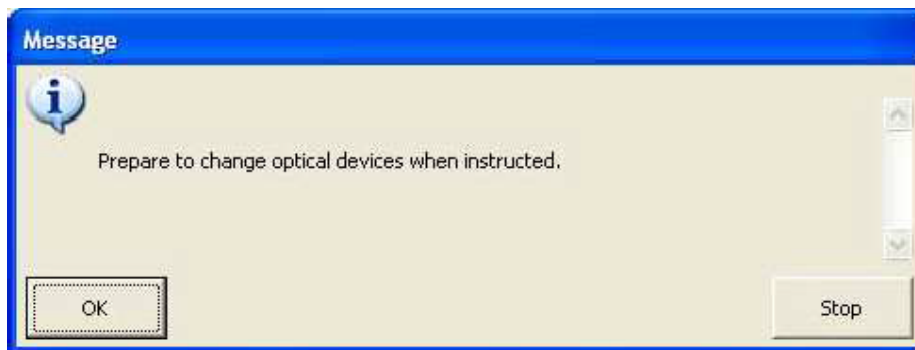 Message
Prepare to change optical devices when instructed.
OK
Stop